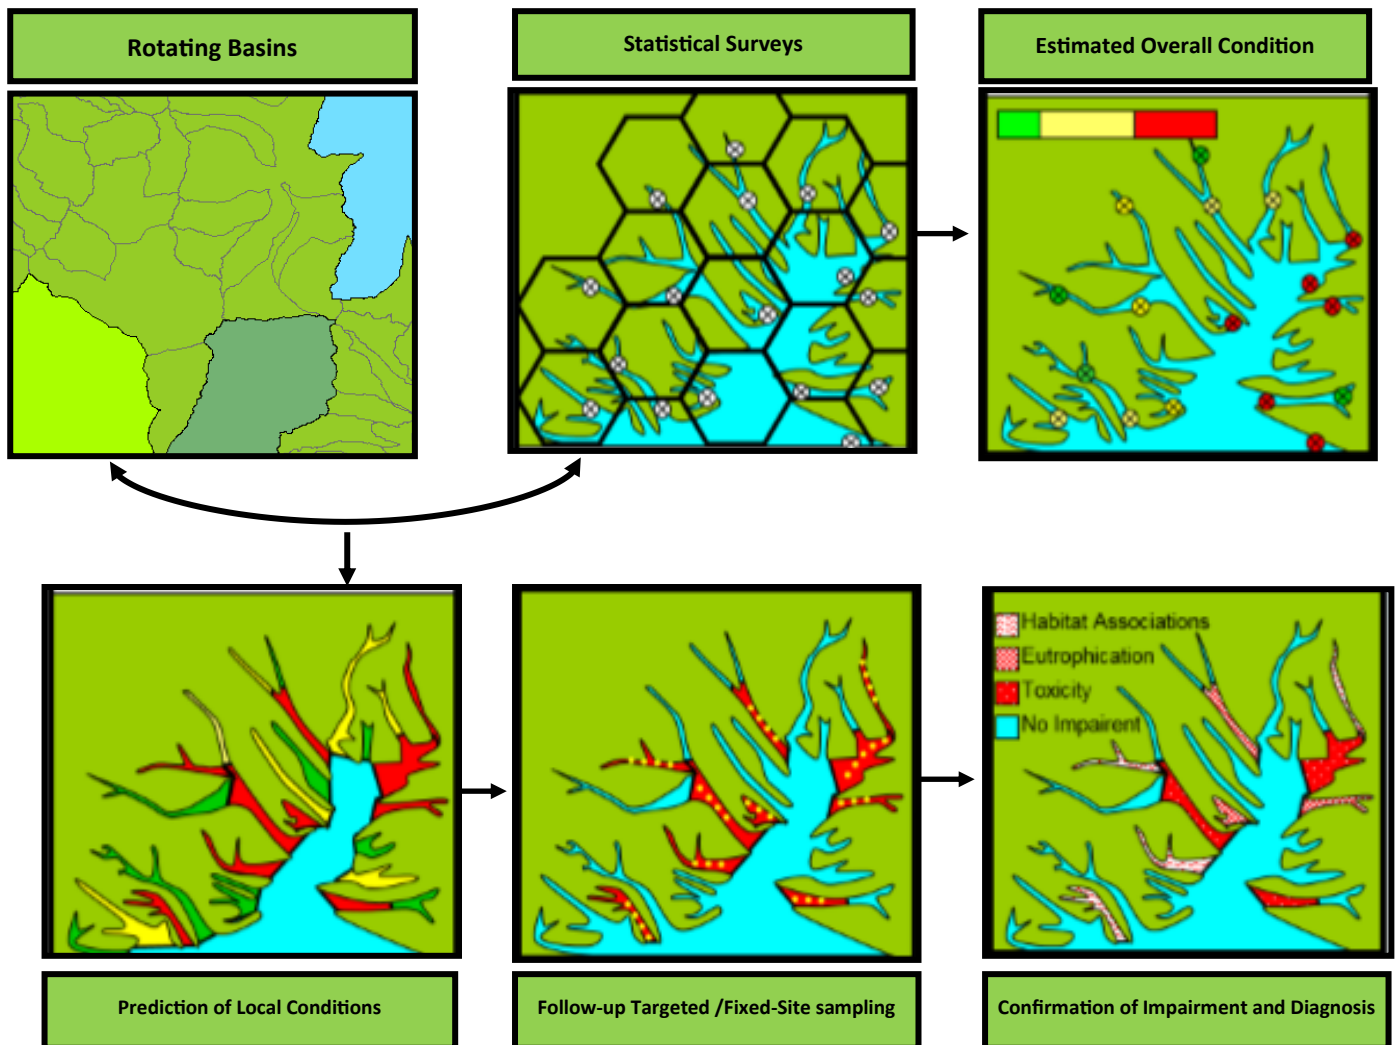 Rotating Basins
Statistical Surveys
Estimated Overall Condition
Habitat Associations
Eutrophication
Toxicity
No Impairent
Prediction of Local Conditions
Follow-up Targeted /Fixed-Site sampling
Confirmation of Impairment and Diagnosis